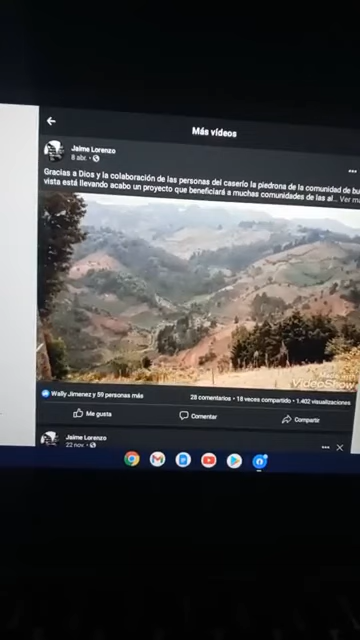 Más vídeos
Jaime Lorenzo
8 abr. ·
Gracias a Dios y la colaboración de las personas del caserío la piedrona de la comunidad de bu
vista está llevando acabo un proyecto que beneficiará a muchas comunidades de las al... Ver m
VideoShow
Wally Jimenez y 59 personas más
28 comentarios • 18 veces compartido • 1.402 visualizaciones
Me gusta
Comentar
Compartir
Jaime Lorenzo
22 nov. ·